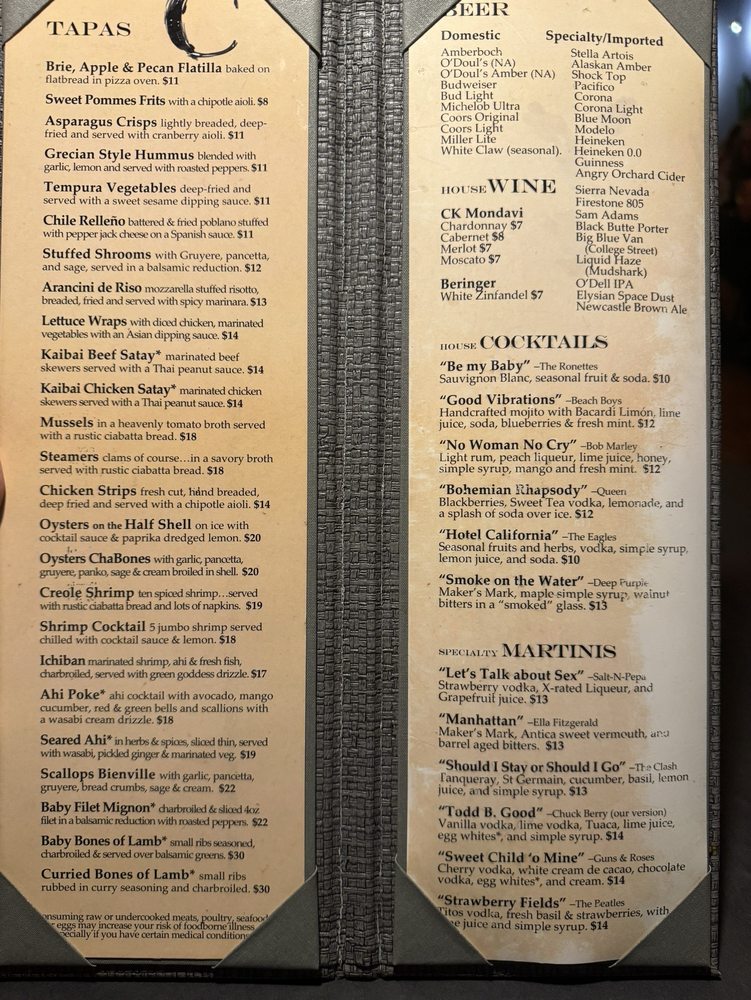 TAPAS
Brie, Apple & Pecan Flatilla baked on
flatbread in pizza oven. $11
Sweet Pommes Frits with a chipotle aioli. $8
Asparagus Crisps lightly breaded, deep-
fried and served with cranberry aioli. $11
Grecian Style Hummus blended with
garlic, lemon and served with roasted peppers. $11
Tempura Vegetables deep-fried and
served with a sweet sesame dipping sauce. $11
Chile Relleño battered & fried poblano stuffed
with pepper jack cheese on a Spanish sauce. $11
Stuffed Shrooms with Gruyere, pancetta,
and sage, served in a balsamic reduction. $12
Arancini de Riso mozzarella stuffed risotto,
breaded, fried and served with spicy marinara. $13
Lettuce Wraps with diced chicken, marinated
vegetables with an Asian dipping sauce. $14
Kaibai Beef Satay* marinated beef
skewers served with a Thai peanut sauce. $14
Kaibai Chicken Satay* marinated chicken
skewers served with a Thai peanut sauce. $14
Mussels in a heavenly tomato broth served
with a rustic ciabatta bread. $18
Steamers clams of course...in a savory broth
served with rustic ciabatta bread. $18
Chicken Strips fresh cut, hand breaded,
deep fried and served with a chipotle aioli. $14
Oysters on the Half Shell on ice with
cocktail sauce & paprika dredged lemon. $20
Oysters ChaBones with garlic, pancetta,
gruyere, panko, sage & cream broiled in shell. $20
Creole Shrimp ten spiced shrimp...served
with rustic ciabatta bread and lots of napkins. $19
Shrimp Cocktail 5 jumbo shrimp served
chilled with cocktail sauce & lemon. $18
Ichiban marinated shrimp, ahi & fresh fish,
charbroiled, served with green goddess drizzle. $17
Ahi Poke* ahi cocktail with avocado, mango
cucumber, red & green bells and scallions with
a wasabi cream drizzle. $18
Seared Ahi* in herbs & spices, sliced thin, served
with wasabi, pickled ginger & marinated veg. $19
Scallops Bienville with garlic, pancetta,
gruyere, bread crumbs, sage & cream. $22
Baby Filet Mignon* charbroiled & sliced 4oz
filet in a balsamic reduction with roasted peppers. $22
Baby Bones of Lamb* small ribs seasoned,
charbroiled & served over balsamic greens. $30
Curried Bones of Lamb* small ribs
rubbed in curry seasoning and charbroiled. $30
onsuming raw or undercooked meats, poultry, seafood
eggs may increase your risk of foodborne illness
pecially if you have certain medical conditions
BEER
Domestic
Amberboch
O'Doul's (NA)
O'Doul's Amber (NA)
Budweiser
Bud Light
Michelob Ultra
Coors Original
Coors Light
Miller Lite
White Claw (seasonal).
Specialty/Imported
Stella Artois
Alaskan Amber
Shock Top
Pacifico
Corona
Corona Light
Blue Moon
Modelo
Heineken
Heineken 0.0
Guinness
Angry Orchard Cider
Sierra Nevada
Firestone 805
Sam Adams
Black Butte Porter
Big Blue Van
(College Street)
Liquid Haze
(Mudshark)
O'Dell IPA
Elysian Space Dust
Newcastle Brown Ale
HOUSE WINE
CK Mondavi
Chardonnay $7
Cabernet $8
Merlot $7
Moscato $7
Beringer
White Zinfandel $7
HOUSE COCKTAILS
"Be my Baby" –The Ronettes
Sauvignon Blanc, seasonal fruit & soda. $10
"Good Vibrations" –Beach Boys
Handcrafted mojito with Bacardi Limón, lime
juice, soda, blueberries & fresh mint. $12
"No Woman No Cry" –Bob Marley
Light rum, peach liqueur, lime juice, honey,
simple syrup, mango and fresh mint. $12
"Bohemian Rhapsody" –Queen
Blackberries, Sweet Tea vodka, lemonade, and
a splash of soda over ice. $12
"Hotel California" –The Eagles
Seasonal fruits and herbs, vodka, simple syrup,
lemon juice, and soda. $10
"Smoke on the Water" –Deep Purple
Maker's Mark, maple simple syrup, walnut
bitters in a "smoked" glass. $13
SPECIALTY MARTINIS
"Let's Talk about Sex" –Salt-N-Pepa
Strawberry vodka, X-rated Liqueur, and
Grapefruit juice. $13
"Manhattan" –Ella Fitzgerald
Maker's Mark, Antica sweet vermouth, and
barrel aged bitters. $13
"Should I Stay or Should I Go" –The Clash
Tanqueray, St Germain, cucumber, basil, lemon
juice, and simple syrup. $13
"Todd B. Good" –Chuck Berry (our version)
Vanilla vodka, lime vodka, Tuaca, lime juice,
egg whites*, and simple syrup. $14
"Sweet Child 'o Mine" –Guns & Roses
Cherry vodka, white cream de cacao, chocolate
vodka, egg whites*, and cream. $14
"Strawberry Fields" –The Beatles
Titos vodka, fresh basil & strawberries, with
juice and simple syrup. $14